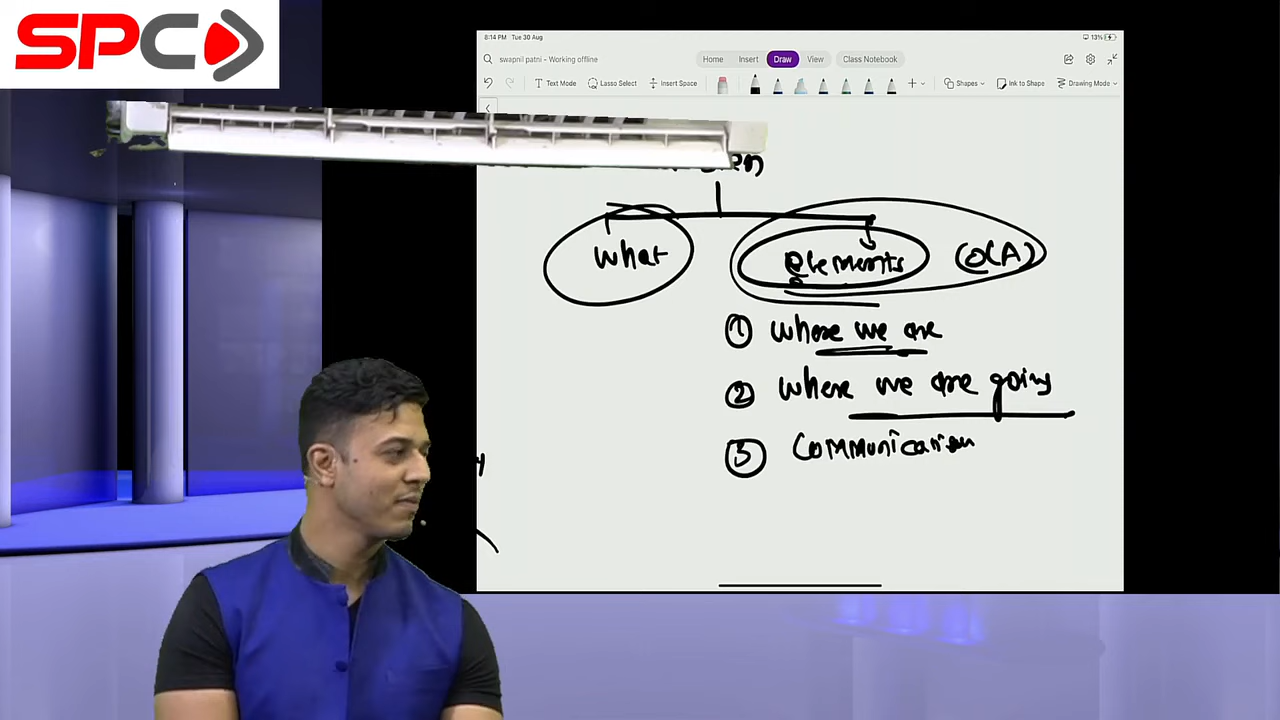 SPC
8:14 PM Tue 30 Aug
13%
swapnil patni - Working offline
Home Insert Draw View Class Notebook
Text Mode Lasso Select Insert Space Shapes Ink to Shape Drawing Mode
What elements
① Where we are
② Where we are going
③ Communication